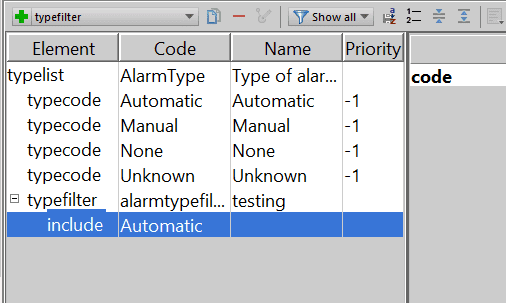 typefilter Show all
Element Code Name Priority
typelist AlarmType Type of alar...
code
typecode Automatic Automatic -1
typecode Manual Manual -1
typecode None None -1
typecode Unknown Unknown -1
typefilter alarmtypefil... testing
include Automatic